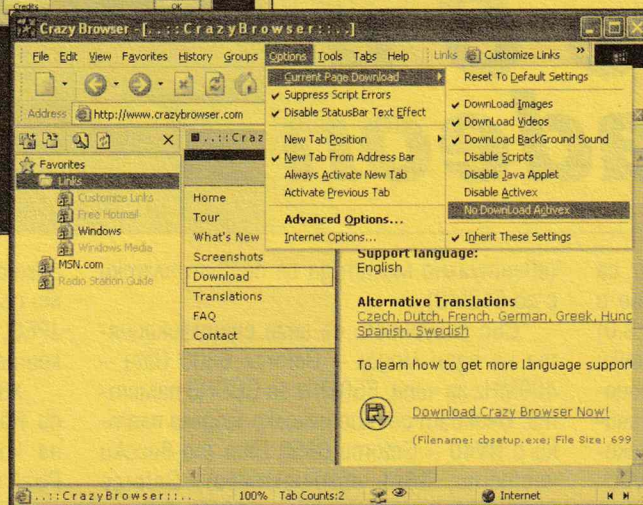 Credits
OK
Crazy Browser - [..::CrazyBrowser::..]
File Edit View Favorites History Groups Options Tools Tabs Help Links Customize Links »
Address http://www.crazybrowser.com
Favorites
Links
Customize Links
Free Hotmail
Windows
Windows Media
MSN.com
Radio Station Guide
..::Craz
Home
Tour
What's New
Screenshots
Download
Translations
FAQ
Contact
Current Page Download
Suppress Script Errors
Disable StatusBar Text Effect
New Tab Position
New Tab From Address Bar
Always Activate New Tab
Activate Previous Tab
Advanced Options...
Internet Options...
Reset To Default Settings
DownLoad Images
DownLoad Videos
DownLoad BackGround Sound
Disable Scripts
Disable Java Applet
Disable Activex
No DownLoad Activex
Inherit These Settings
Support language:
English
Alternative Translations
Czech, Dutch, French, German, Greek, Hung
Spanish, Swedish
To learn how to get more language support
Download Crazy Browser Now!
(Filename: cbsetup.exe; File Size: 699
..::CrazyBrowser::.. 100% Tab Counts:2 Internet